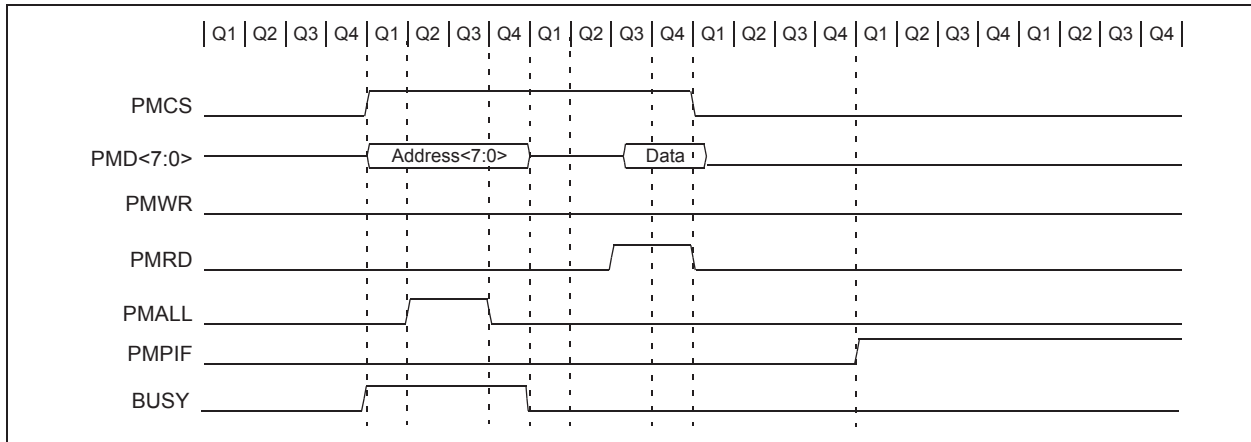 Q1 Q2 Q3 Q4 Q1 Q2 Q3 Q4 Q1 Q2 Q3 Q4 Q1 Q2 Q3 Q4 Q1 Q2 Q3 Q4 Q1 Q2 Q3 Q4
PMCS
PMD<7:0> Address<7:0> Data
PMWR
PMRD
PMALL
PMPIF
BUSY